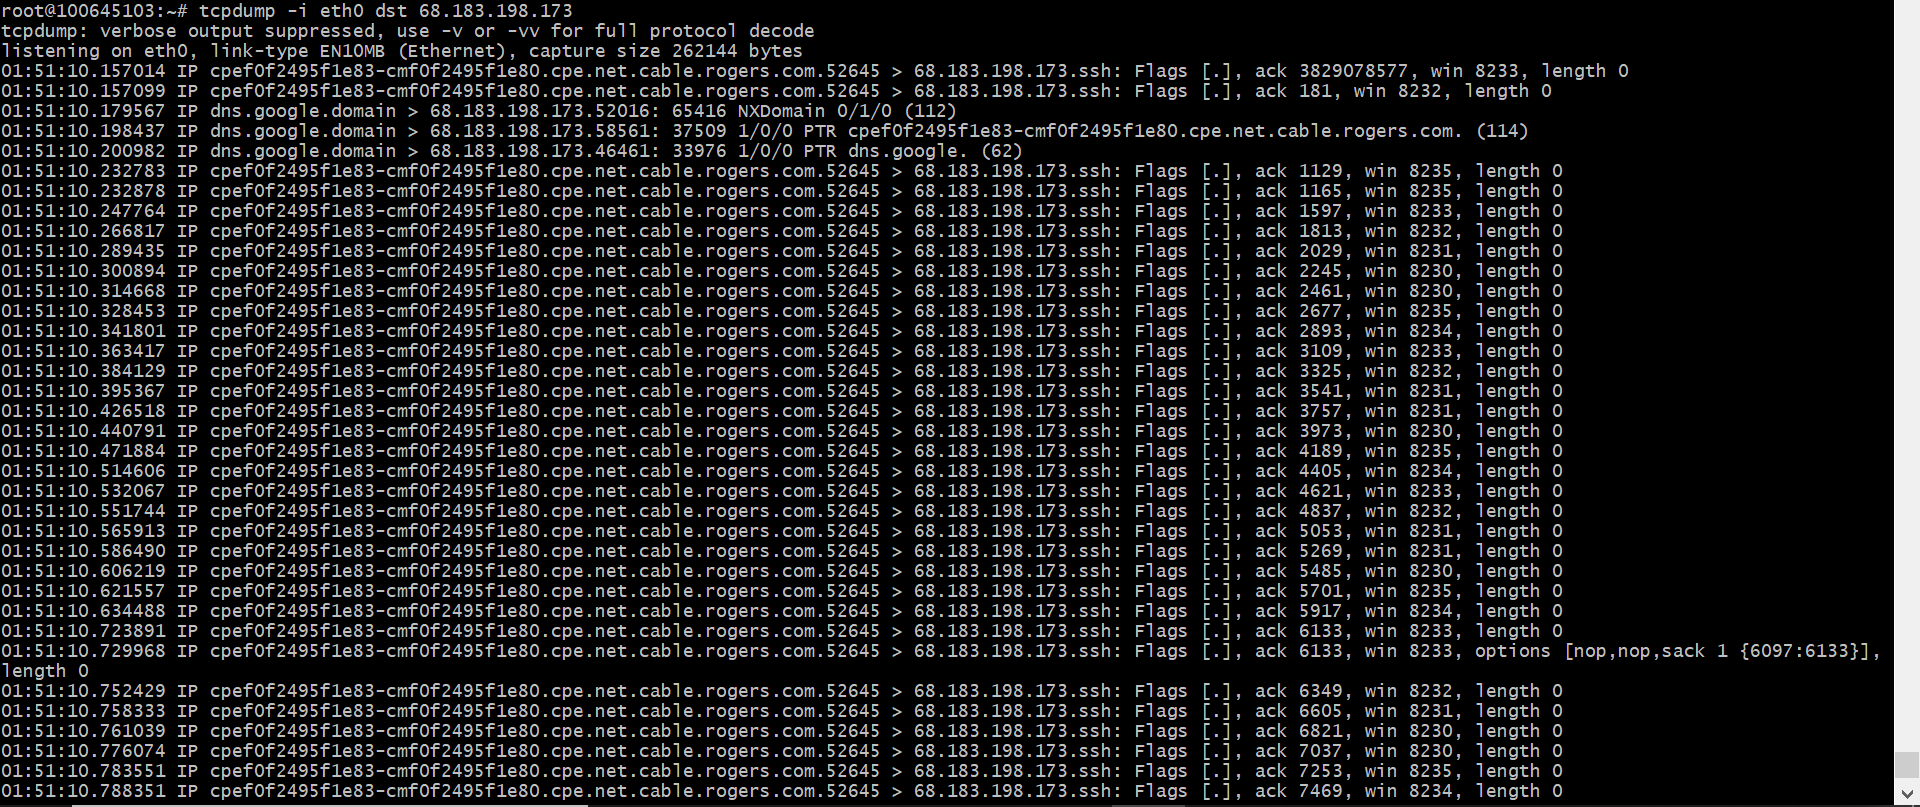 root@100645103:~# tcpdump -i eth0 dst 68.183.198.173
tcpdump: verbose output suppressed, use -v or -vv for full protocol decode
listening on eth0, link-type EN10MB (Ethernet), capture size 262144 bytes
01:51:10.157014 IP cpef0f2495f1e83-cmf0f2495f1e80.cpe.net.cable.rogers.com.52645 > 68.183.198.173.ssh: Flags [.], ack 3829078577, win 8233, length 0
01:51:10.157099 IP cpef0f2495f1e83-cmf0f2495f1e80.cpe.net.cable.rogers.com.52645 > 68.183.198.173.ssh: Flags [.], ack 181, win 8232, length 0
01:51:10.179567 IP dns.google.domain > 68.183.198.173.52016: 65416 NXDomain 0/1/0 (112)
01:51:10.198437 IP dns.google.domain > 68.183.198.173.58561: 37509 1/0/0 PTR cpef0f2495f1e83-cmf0f2495f1e80.cpe.net.cable.rogers.com. (114)
01:51:10.200982 IP dns.google.domain > 68.183.198.173.46461: 33976 1/0/0 PTR dns.google. (62)
01:51:10.232783 IP cpef0f2495f1e83-cmf0f2495f1e80.cpe.net.cable.rogers.com.52645 > 68.183.198.173.ssh: Flags [.], ack 1129, win 8235, length 0
01:51:10.232878 IP cpef0f2495f1e83-cmf0f2495f1e80.cpe.net.cable.rogers.com.52645 > 68.183.198.173.ssh: Flags [.], ack 1165, win 8235, length 0
01:51:10.247764 IP cpef0f2495f1e83-cmf0f2495f1e80.cpe.net.cable.rogers.com.52645 > 68.183.198.173.ssh: Flags [.], ack 1597, win 8233, length 0
01:51:10.266817 IP cpef0f2495f1e83-cmf0f2495f1e80.cpe.net.cable.rogers.com.52645 > 68.183.198.173.ssh: Flags [.], ack 1813, win 8232, length 0
01:51:10.289435 IP cpef0f2495f1e83-cmf0f2495f1e80.cpe.net.cable.rogers.com.52645 > 68.183.198.173.ssh: Flags [.], ack 2029, win 8231, length 0
01:51:10.300894 IP cpef0f2495f1e83-cmf0f2495f1e80.cpe.net.cable.rogers.com.52645 > 68.183.198.173.ssh: Flags [.], ack 2245, win 8230, length 0
01:51:10.314668 IP cpef0f2495f1e83-cmf0f2495f1e80.cpe.net.cable.rogers.com.52645 > 68.183.198.173.ssh: Flags [.], ack 2461, win 8230, length 0
01:51:10.328453 IP cpef0f2495f1e83-cmf0f2495f1e80.cpe.net.cable.rogers.com.52645 > 68.183.198.173.ssh: Flags [.], ack 2677, win 8235, length 0
01:51:10.341801 IP cpef0f2495f1e83-cmf0f2495f1e80.cpe.net.cable.rogers.com.52645 > 68.183.198.173.ssh: Flags [.], ack 2893, win 8234, length 0
01:51:10.363417 IP cpef0f2495f1e83-cmf0f2495f1e80.cpe.net.cable.rogers.com.52645 > 68.183.198.173.ssh: Flags [.], ack 3109, win 8233, length 0
01:51:10.384129 IP cpef0f2495f1e83-cmf0f2495f1e80.cpe.net.cable.rogers.com.52645 > 68.183.198.173.ssh: Flags [.], ack 3325, win 8232, length 0
01:51:10.395367 IP cpef0f2495f1e83-cmf0f2495f1e80.cpe.net.cable.rogers.com.52645 > 68.183.198.173.ssh: Flags [.], ack 3541, win 8231, length 0
01:51:10.426518 IP cpef0f2495f1e83-cmf0f2495f1e80.cpe.net.cable.rogers.com.52645 > 68.183.198.173.ssh: Flags [.], ack 3757, win 8231, length 0
01:51:10.440791 IP cpef0f2495f1e83-cmf0f2495f1e80.cpe.net.cable.rogers.com.52645 > 68.183.198.173.ssh: Flags [.], ack 3973, win 8230, length 0
01:51:10.471884 IP cpef0f2495f1e83-cmf0f2495f1e80.cpe.net.cable.rogers.com.52645 > 68.183.198.173.ssh: Flags [.], ack 4189, win 8235, length 0
01:51:10.514606 IP cpef0f2495f1e83-cmf0f2495f1e80.cpe.net.cable.rogers.com.52645 > 68.183.198.173.ssh: Flags [.], ack 4405, win 8234, length 0
01:51:10.532067 IP cpef0f2495f1e83-cmf0f2495f1e80.cpe.net.cable.rogers.com.52645 > 68.183.198.173.ssh: Flags [.], ack 4621, win 8233, length 0
01:51:10.551744 IP cpef0f2495f1e83-cmf0f2495f1e80.cpe.net.cable.rogers.com.52645 > 68.183.198.173.ssh: Flags [.], ack 4837, win 8232, length 0
01:51:10.565913 IP cpef0f2495f1e83-cmf0f2495f1e80.cpe.net.cable.rogers.com.52645 > 68.183.198.173.ssh: Flags [.], ack 5053, win 8231, length 0
01:51:10.586490 IP cpef0f2495f1e83-cmf0f2495f1e80.cpe.net.cable.rogers.com.52645 > 68.183.198.173.ssh: Flags [.], ack 5269, win 8231, length 0
01:51:10.606219 IP cpef0f2495f1e83-cmf0f2495f1e80.cpe.net.cable.rogers.com.52645 > 68.183.198.173.ssh: Flags [.], ack 5485, win 8230, length 0
01:51:10.621557 IP cpef0f2495f1e83-cmf0f2495f1e80.cpe.net.cable.rogers.com.52645 > 68.183.198.173.ssh: Flags [.], ack 5701, win 8235, length 0
01:51:10.634488 IP cpef0f2495f1e83-cmf0f2495f1e80.cpe.net.cable.rogers.com.52645 > 68.183.198.173.ssh: Flags [.], ack 5917, win 8234, length 0
01:51:10.723891 IP cpef0f2495f1e83-cmf0f2495f1e80.cpe.net.cable.rogers.com.52645 > 68.183.198.173.ssh: Flags [.], ack 6133, win 8233, length 0
01:51:10.729968 IP cpef0f2495f1e83-cmf0f2495f1e80.cpe.net.cable.rogers.com.52645 > 68.183.198.173.ssh: Flags [.], ack 6133, win 8233, options [nop,nop,sack 1 {6097:6133}],
length 0
01:51:10.752429 IP cpef0f2495f1e83-cmf0f2495f1e80.cpe.net.cable.rogers.com.52645 > 68.183.198.173.ssh: Flags [.], ack 6349, win 8232, length 0
01:51:10.758333 IP cpef0f2495f1e83-cmf0f2495f1e80.cpe.net.cable.rogers.com.52645 > 68.183.198.173.ssh: Flags [.], ack 6605, win 8231, length 0
01:51:10.761039 IP cpef0f2495f1e83-cmf0f2495f1e80.cpe.net.cable.rogers.com.52645 > 68.183.198.173.ssh: Flags [.], ack 6821, win 8230, length 0
01:51:10.776074 IP cpef0f2495f1e83-cmf0f2495f1e80.cpe.net.cable.rogers.com.52645 > 68.183.198.173.ssh: Flags [.], ack 7037, win 8230, length 0
01:51:10.783551 IP cpef0f2495f1e83-cmf0f2495f1e80.cpe.net.cable.rogers.com.52645 > 68.183.198.173.ssh: Flags [.], ack 7253, win 8235, length 0
01:51:10.788351 IP cpef0f2495f1e83-cmf0f2495f1e80.cpe.net.cable.rogers.com.52645 > 68.183.198.173.ssh: Flags [.], ack 7469, win 8234, length 0